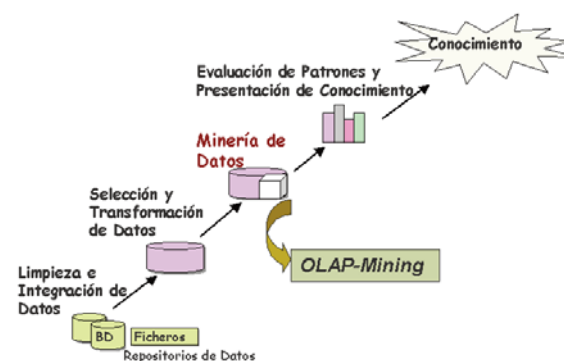 Conocimiento
Evaluación de Patrones y
Presentación de Conocimiento
Minería de
Datos
Selección y
Transformación
de Datos
OLAP-Mining
Limpieza e
Integración de
Datos
BD
Ficheros
Repositorios de Datos